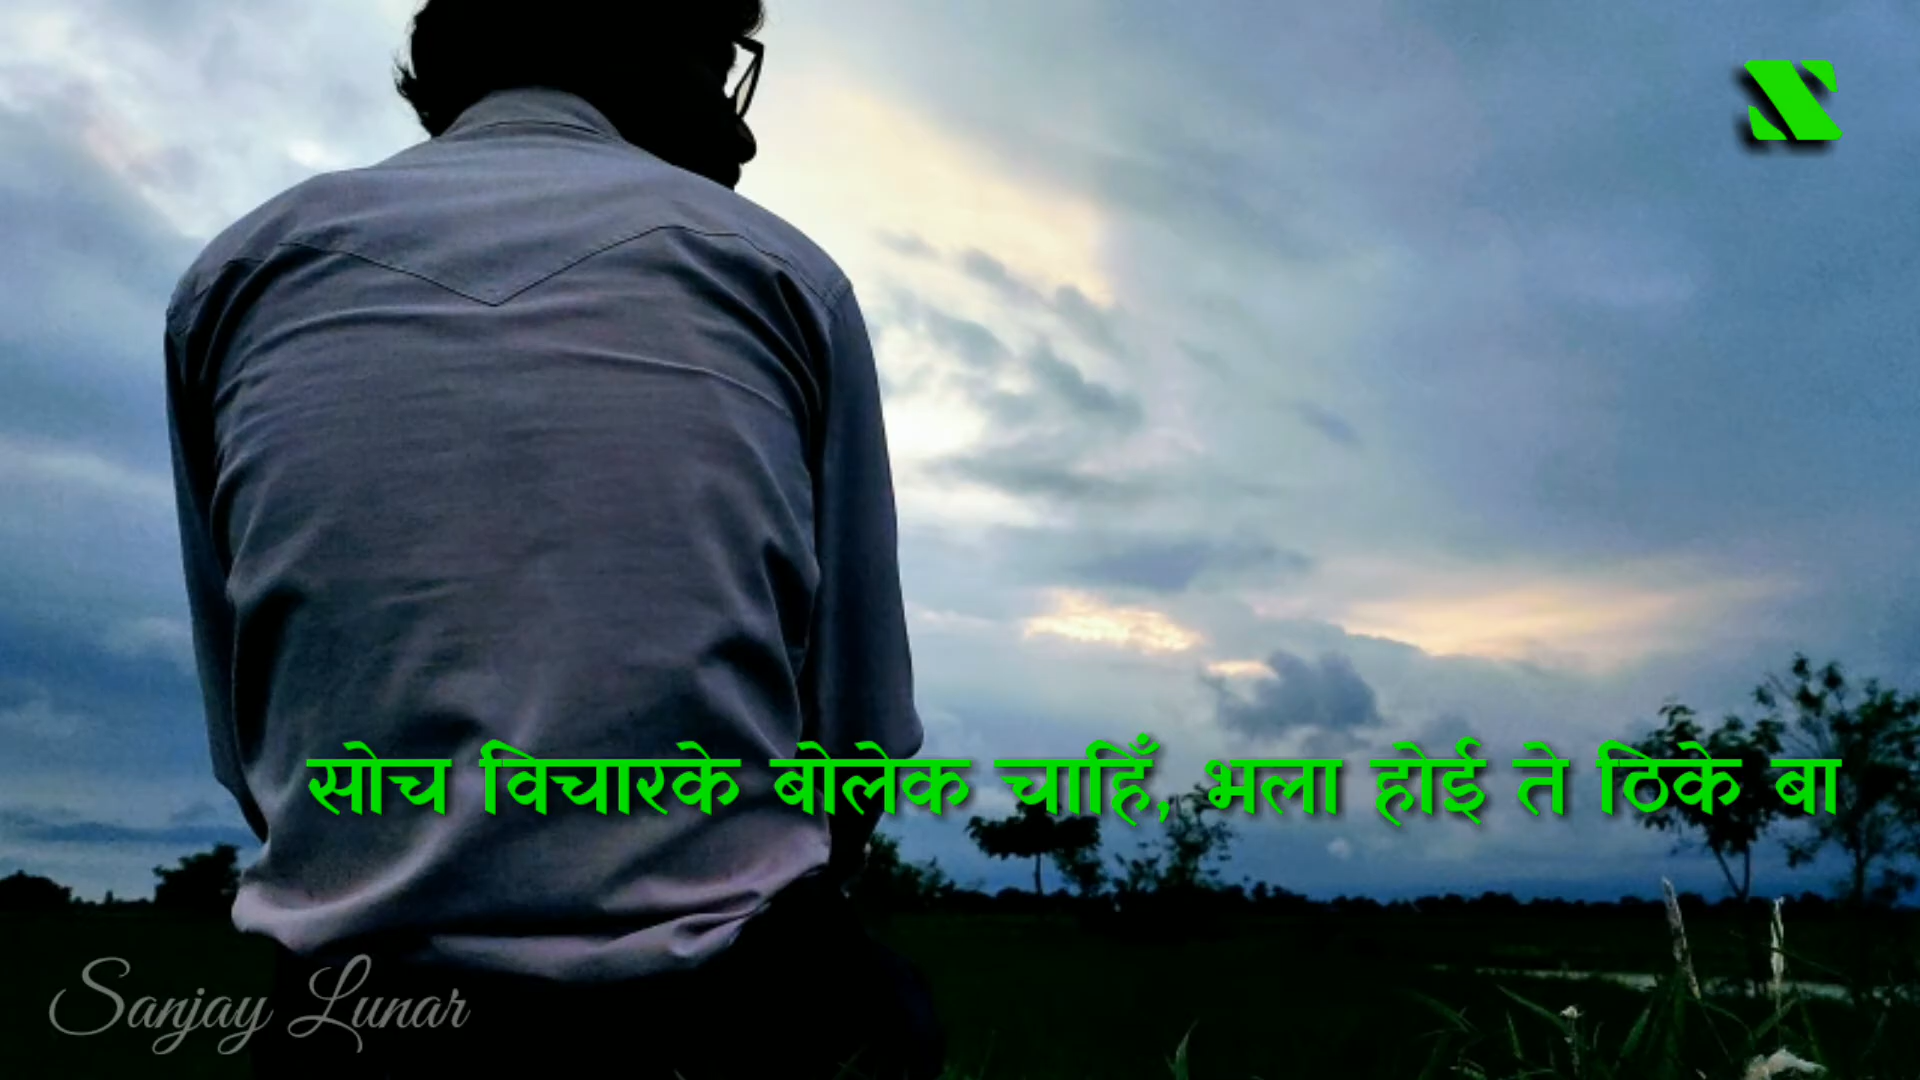 सोच विचारके बोलेक चाहिँ, भला होई ते ठिके बा
Sanjay Lunar